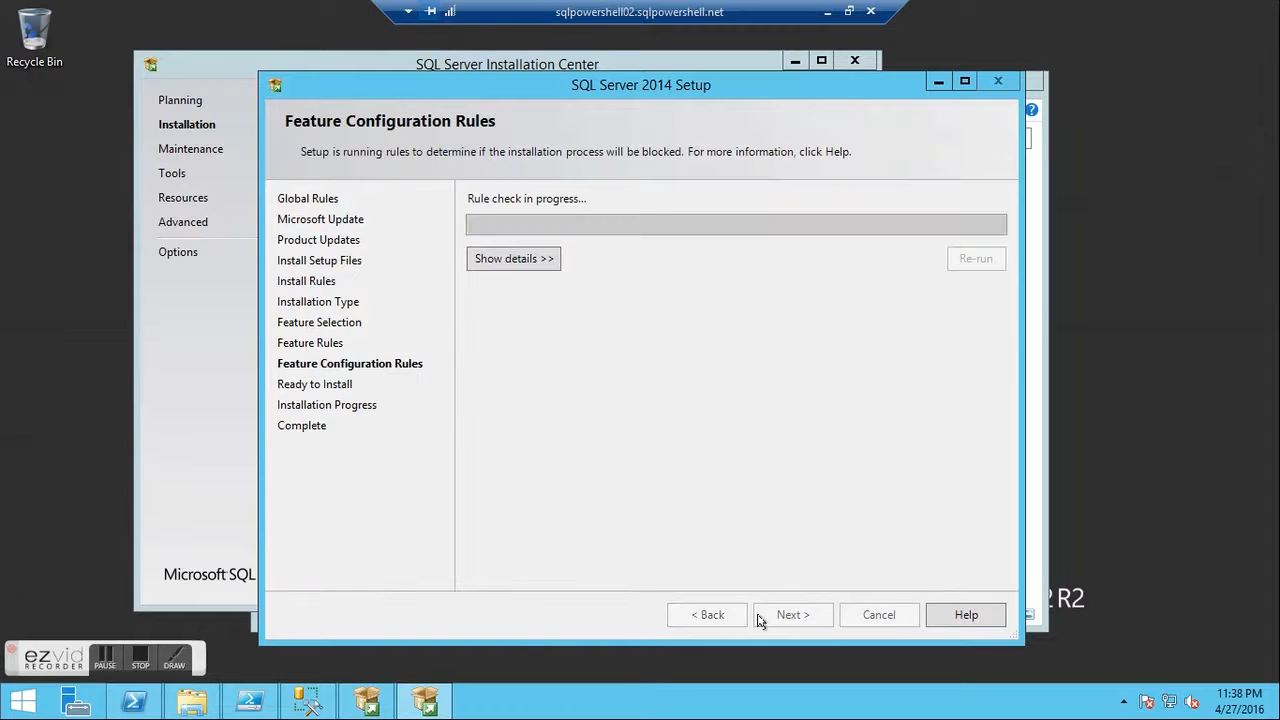 sqlpowershell02.sqlpowershell.net
Recycle Bin
SQL Server Installation Center
Planning
Installation
Maintenance
Tools
Resources
Advanced
Options
Microsoft SQL
SQL Server 2014 Setup
Feature Configuration Rules
Setup is running rules to determine if the installation process will be blocked. For more information, click Help.
Global Rules
Microsoft Update
Product Updates
Install Setup Files
Install Rules
Installation Type
Feature Selection
Feature Rules
Feature Configuration Rules
Ready to Install
Installation Progress
Complete
Rule check in progress...
Show details >>
Re-run
< Back
Next >
Cancel
Help
R2
ezvid
RECORDER
PAUSE
STOP
DRAW
11:38 PM
4/27/2016